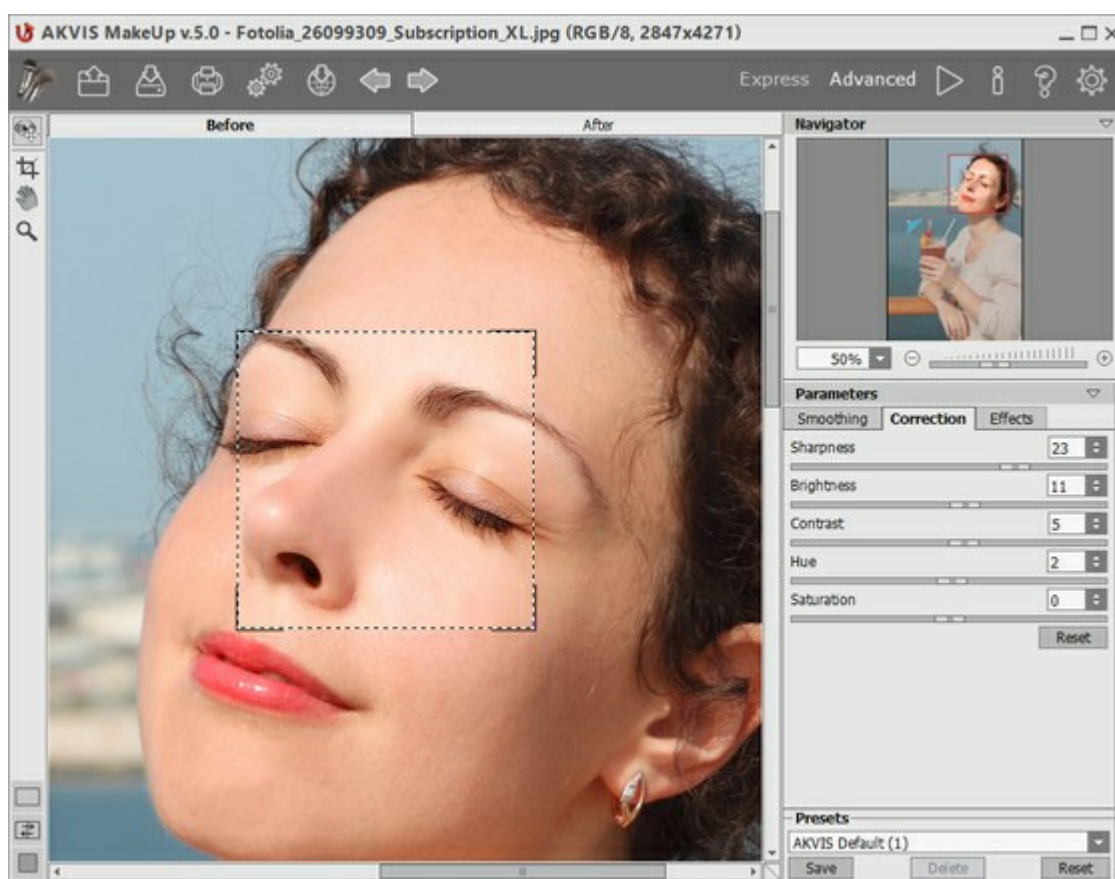 AKVIS MakeUp v.5.0 - Fotolia_26099309_Subscription_XL.jpg (RGB/8, 2847x4271)
Express Advanced
Before After
Navigator
50%
Parameters
Smoothing Correction Effects
Sharpness 23
Brightness 11
Contrast 5
Hue 2
Saturation 0
Reset
Presets
AKVIS Default (1)
Save Delete Reset